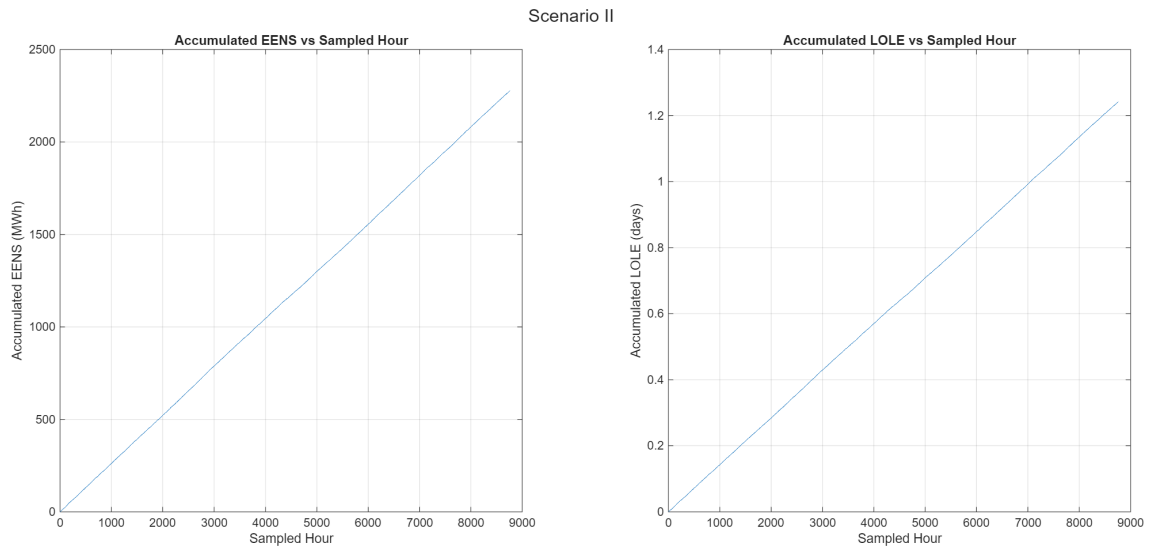 Scenario II
Accumulated EENS vs Sampled Hour
2500
2000
1500
1000
500
0
Accumulated EENS (MWh)
0 1000 2000 3000 4000 5000 6000 7000 8000 9000
Sampled Hour
Accumulated LOLE vs Sampled Hour
1.4
1.2
1
0.8
0.6
0.4
0.2
0
Accumulated LOLE (days)
0 1000 2000 3000 4000 5000 6000 7000 8000 9000
Sampled Hour